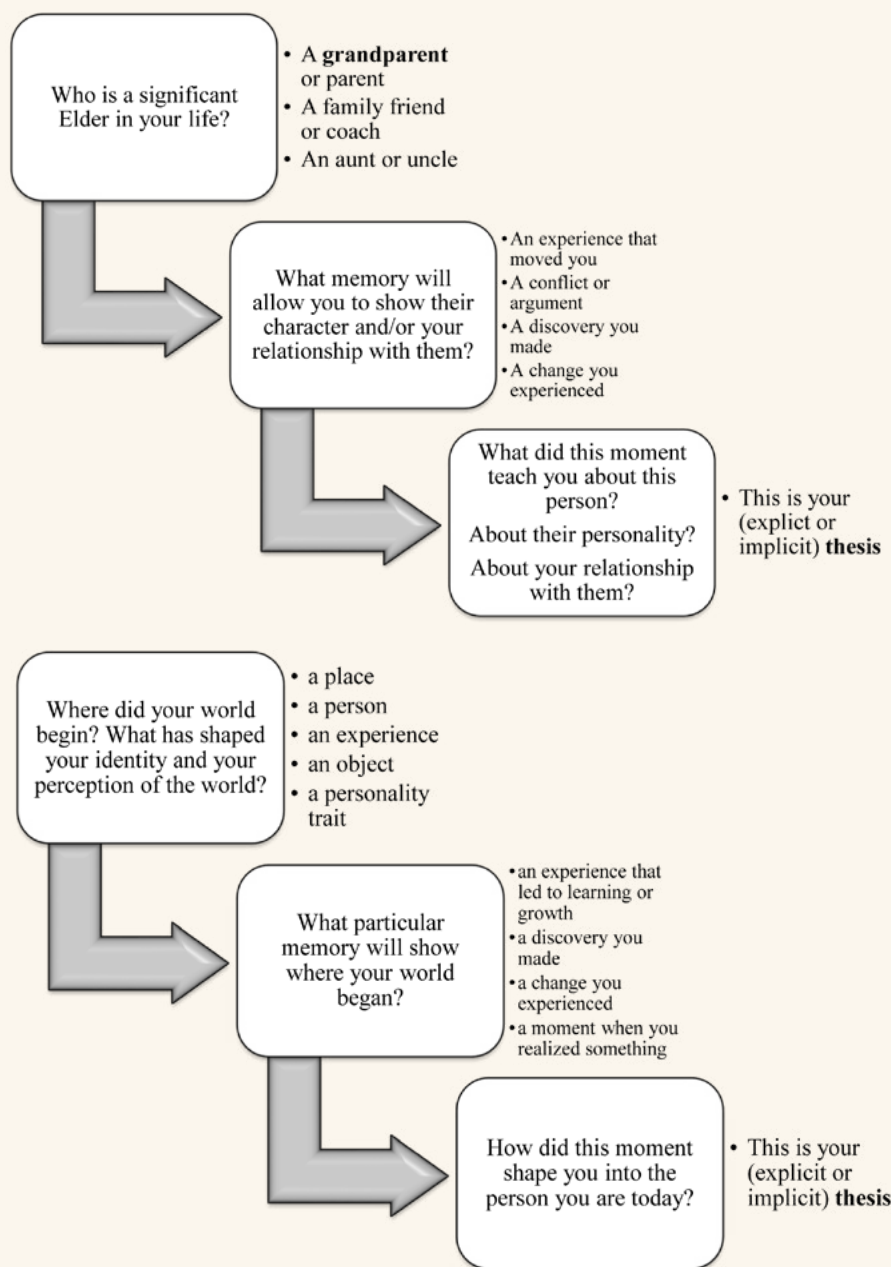 Who is a significant
Elder in your life?
• A grandparent
or parent
• A family friend
or coach
• An aunt or uncle
What memory will
allow you to show their
character and/or your
relationship with them?
• An experience that
moved you
• A conflict or
argument
• A discovery you
made
• A change you
experienced
What did this moment
teach you about this
person?
About their personality?
About your relationship
with them?
• This is your
(explict or
implicit) thesis
Where did your world
begin? What has shaped
your identity and your
perception of the world?
• a place
• a person
• an experience
• an object
• a personality
trait
What particular
memory will show
where your world
began?
• an experience that
led to learning or
growth
• a discovery you
made
• a change you
experienced
• a moment when you
realized something
How did this moment
shape you into the
person you are today?
• This is your
(explicit or
implicit) thesis